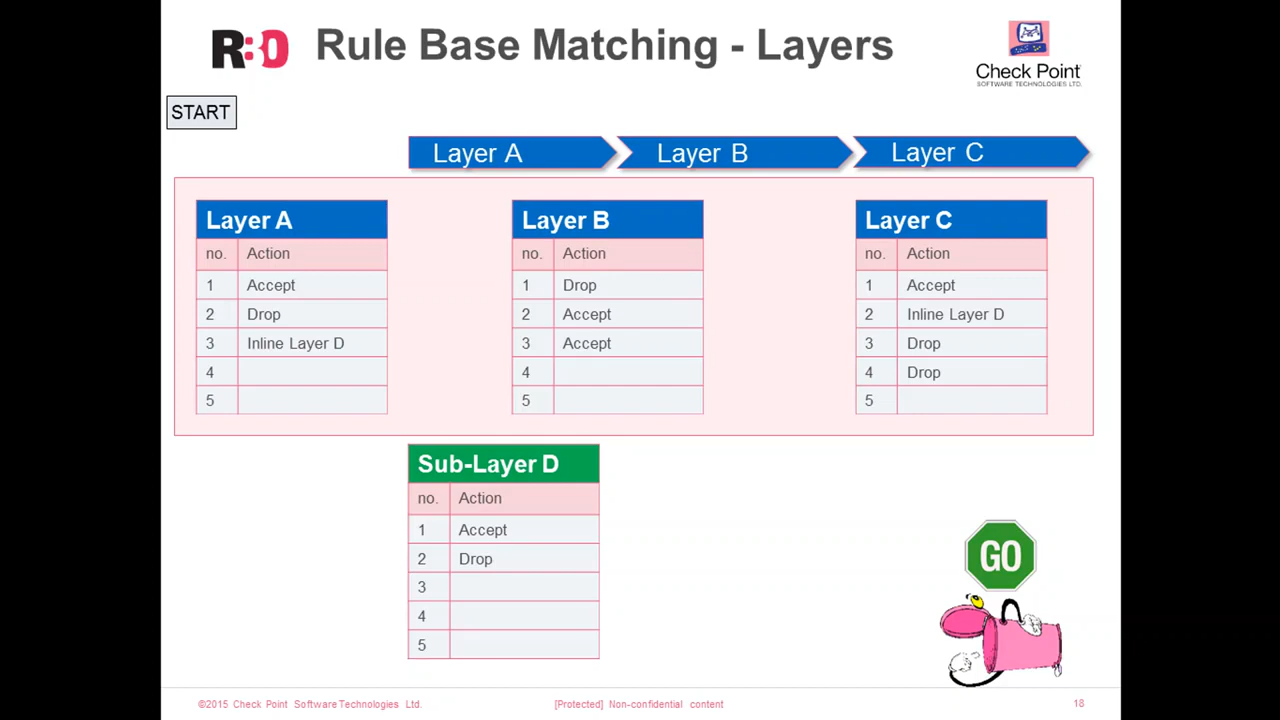 R:D Rule Base Matching - Layers
Check Point
SOFTWARE TECHNOLOGIES LTD.
START
Layer A Layer B Layer C
Layer A
no. Action
1 Accept
2 Drop
3 Inline Layer D
4
5
Layer B
no. Action
1 Drop
2 Accept
3 Accept
4
5
Layer C
no. Action
1 Accept
2 Inline Layer D
3 Drop
4 Drop
5
Sub-Layer D
no. Action
1 Accept
2 Drop
3
4
5
GO
©2015 Check Point Software Technologies Ltd. [Protected] Non-confidential content 18